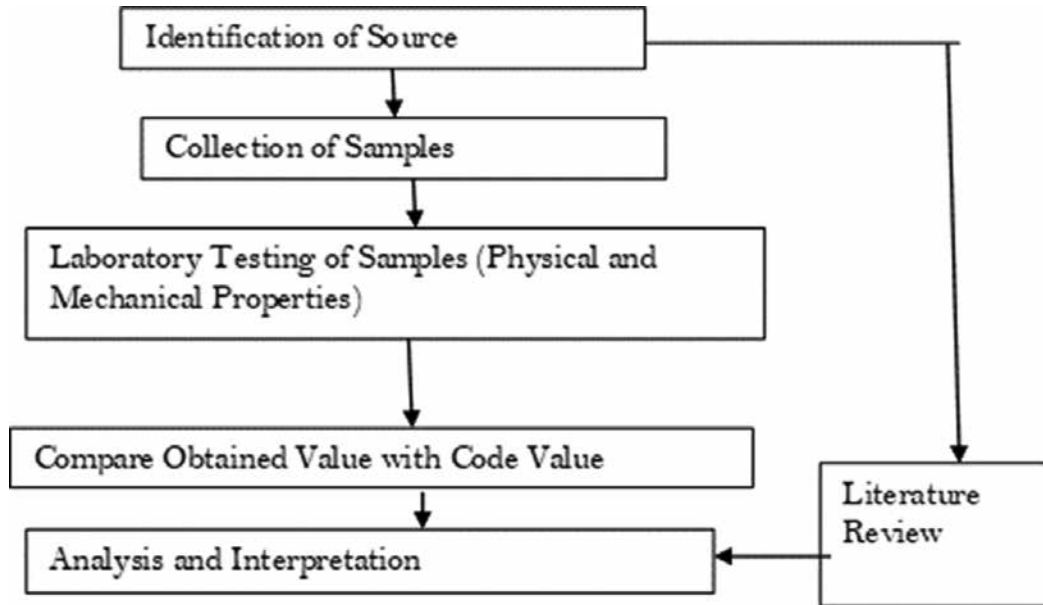 Identification of Source
Collection of Samples
Laboratory Testing of Samples (Physical and
Mechanical Properties)
Compare Obtained Value with Code Value
Analysis and Interpretation
Literature
Review